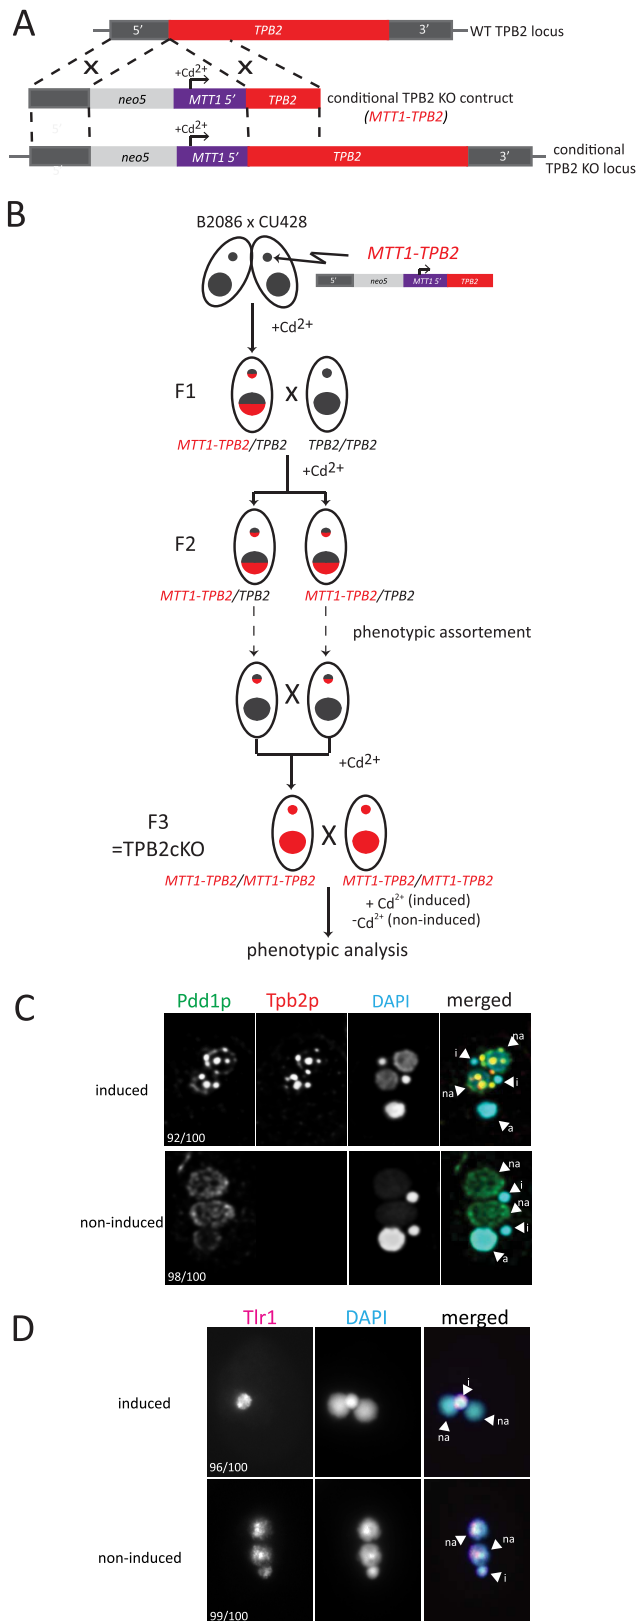 A
5’ TPB2 3’ WT TPB2 locus
X X
+Cd2+
neo5 MTT1 5’ TPB2 conditional TPB2 KO contruct
(MTT1-TPB2)
5’
+Cd2+
neo5 MTT1 5’ TPB2 3’ conditional
TPB2 KO locus
5’
B
B2086 x CU428
MTT1-TPB2
5’ neo5 MTT1 5’ TPB2
+Cd2+
F1 x
MTT1-TPB2/TPB2 TPB2/TPB2
+Cd2+
F2
MTT1-TPB2/TPB2 MTT1-TPB2/TPB2
phenotypic assortement
X
+Cd2+
F3
=TPB2cKO
X
MTT1-TPB2/MTT1-TPB2 MTT1-TPB2/MTT1-TPB2
+ Cd2+ (induced)
-Cd2+ (non-induced)
phenotypic analysis
C
Pdd1p Tpb2p DAPI merged
na
i
induced
i
na
92/100
a
na
i
na
non-induced
i
98/100
a
D
Tlr1 DAPI merged
induced
i
na
na
96/100
na
na
non-induced
i
99/100